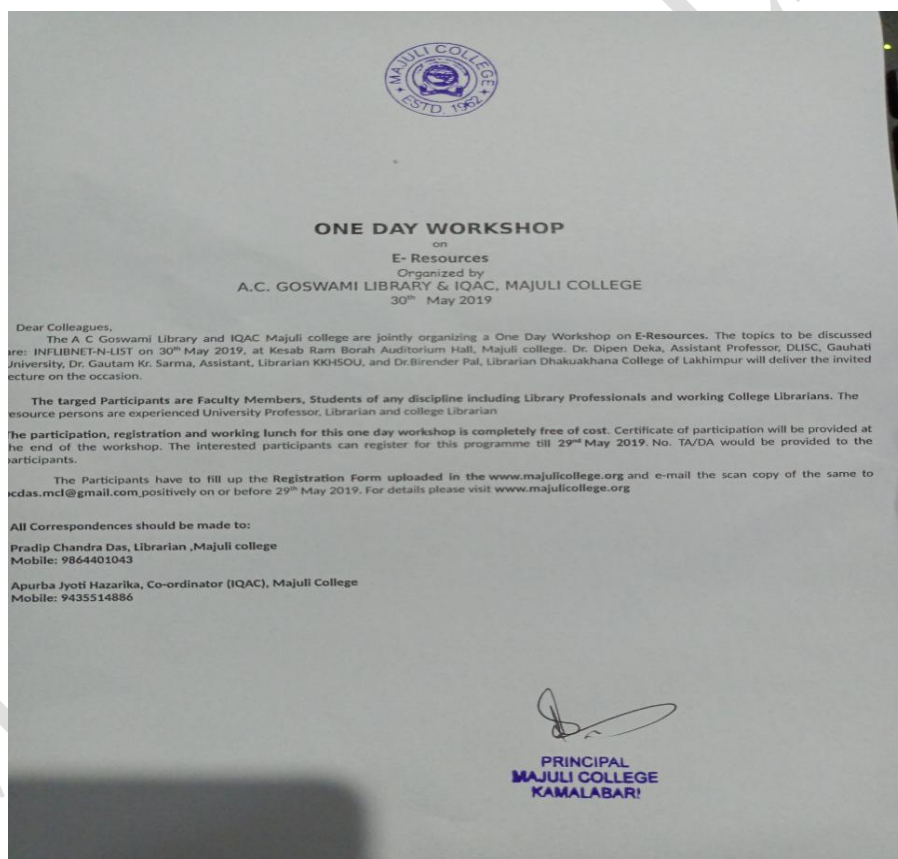 MAJULI COLLEGE
ESTD. 1962
ONE DAY WORKSHOP
on
E- Resources
Organized by
A.C. GOSWAMI LIBRARY & IQAC, MAJULI COLLEGE
30th May 2019
Dear Colleagues,
The A C Goswami Library and IQAC Majuli college are jointly organizing a One Day Workshop on E-Resources. The topics to be discussed
are: INFLIBNET-N-LIST on 30th May 2019, at Kesab Ram Borah Auditorium Hall, Majuli college. Dr. Dipen Deka, Assistant Professor, DLISC, Gauhati
University, Dr. Gautam Kr. Sarma, Assistant, Librarian KKHSOU, and Dr.Birender Pal, Librarian Dhakuakhana College of Lakhimpur will deliver the invited
lecture on the occasion.
The targed Participants are Faculty Members, Students of any discipline including Library Professionals and working College Librarians. The
resource persons are experienced University Professor, Librarian and college Librarian
The participation, registration and working lunch for this one day workshop is completely free of cost. Certificate of participation will be provided at
the end of the workshop. The interested participants can register for this programme till 29nd May 2019. No. TA/DA would be provided to the
participants.
The Participants have to fill up the Registration Form uploaded in the www.majulicollege.org and e-mail the scan copy of the same to
pcdas.mcl@gmail.com positively on or before 29th May 2019. For details please visit www.majulicollege.org
All Correspondences should be made to:
Pradip Chandra Das, Librarian ,Majuli college
Mobile: 9864401043
Apurba Jyoti Hazarika, Co-ordinator (IQAC), Majuli College
Mobile: 9435514886
PRINCIPAL
MAJULI COLLEGE
KAMALABARI